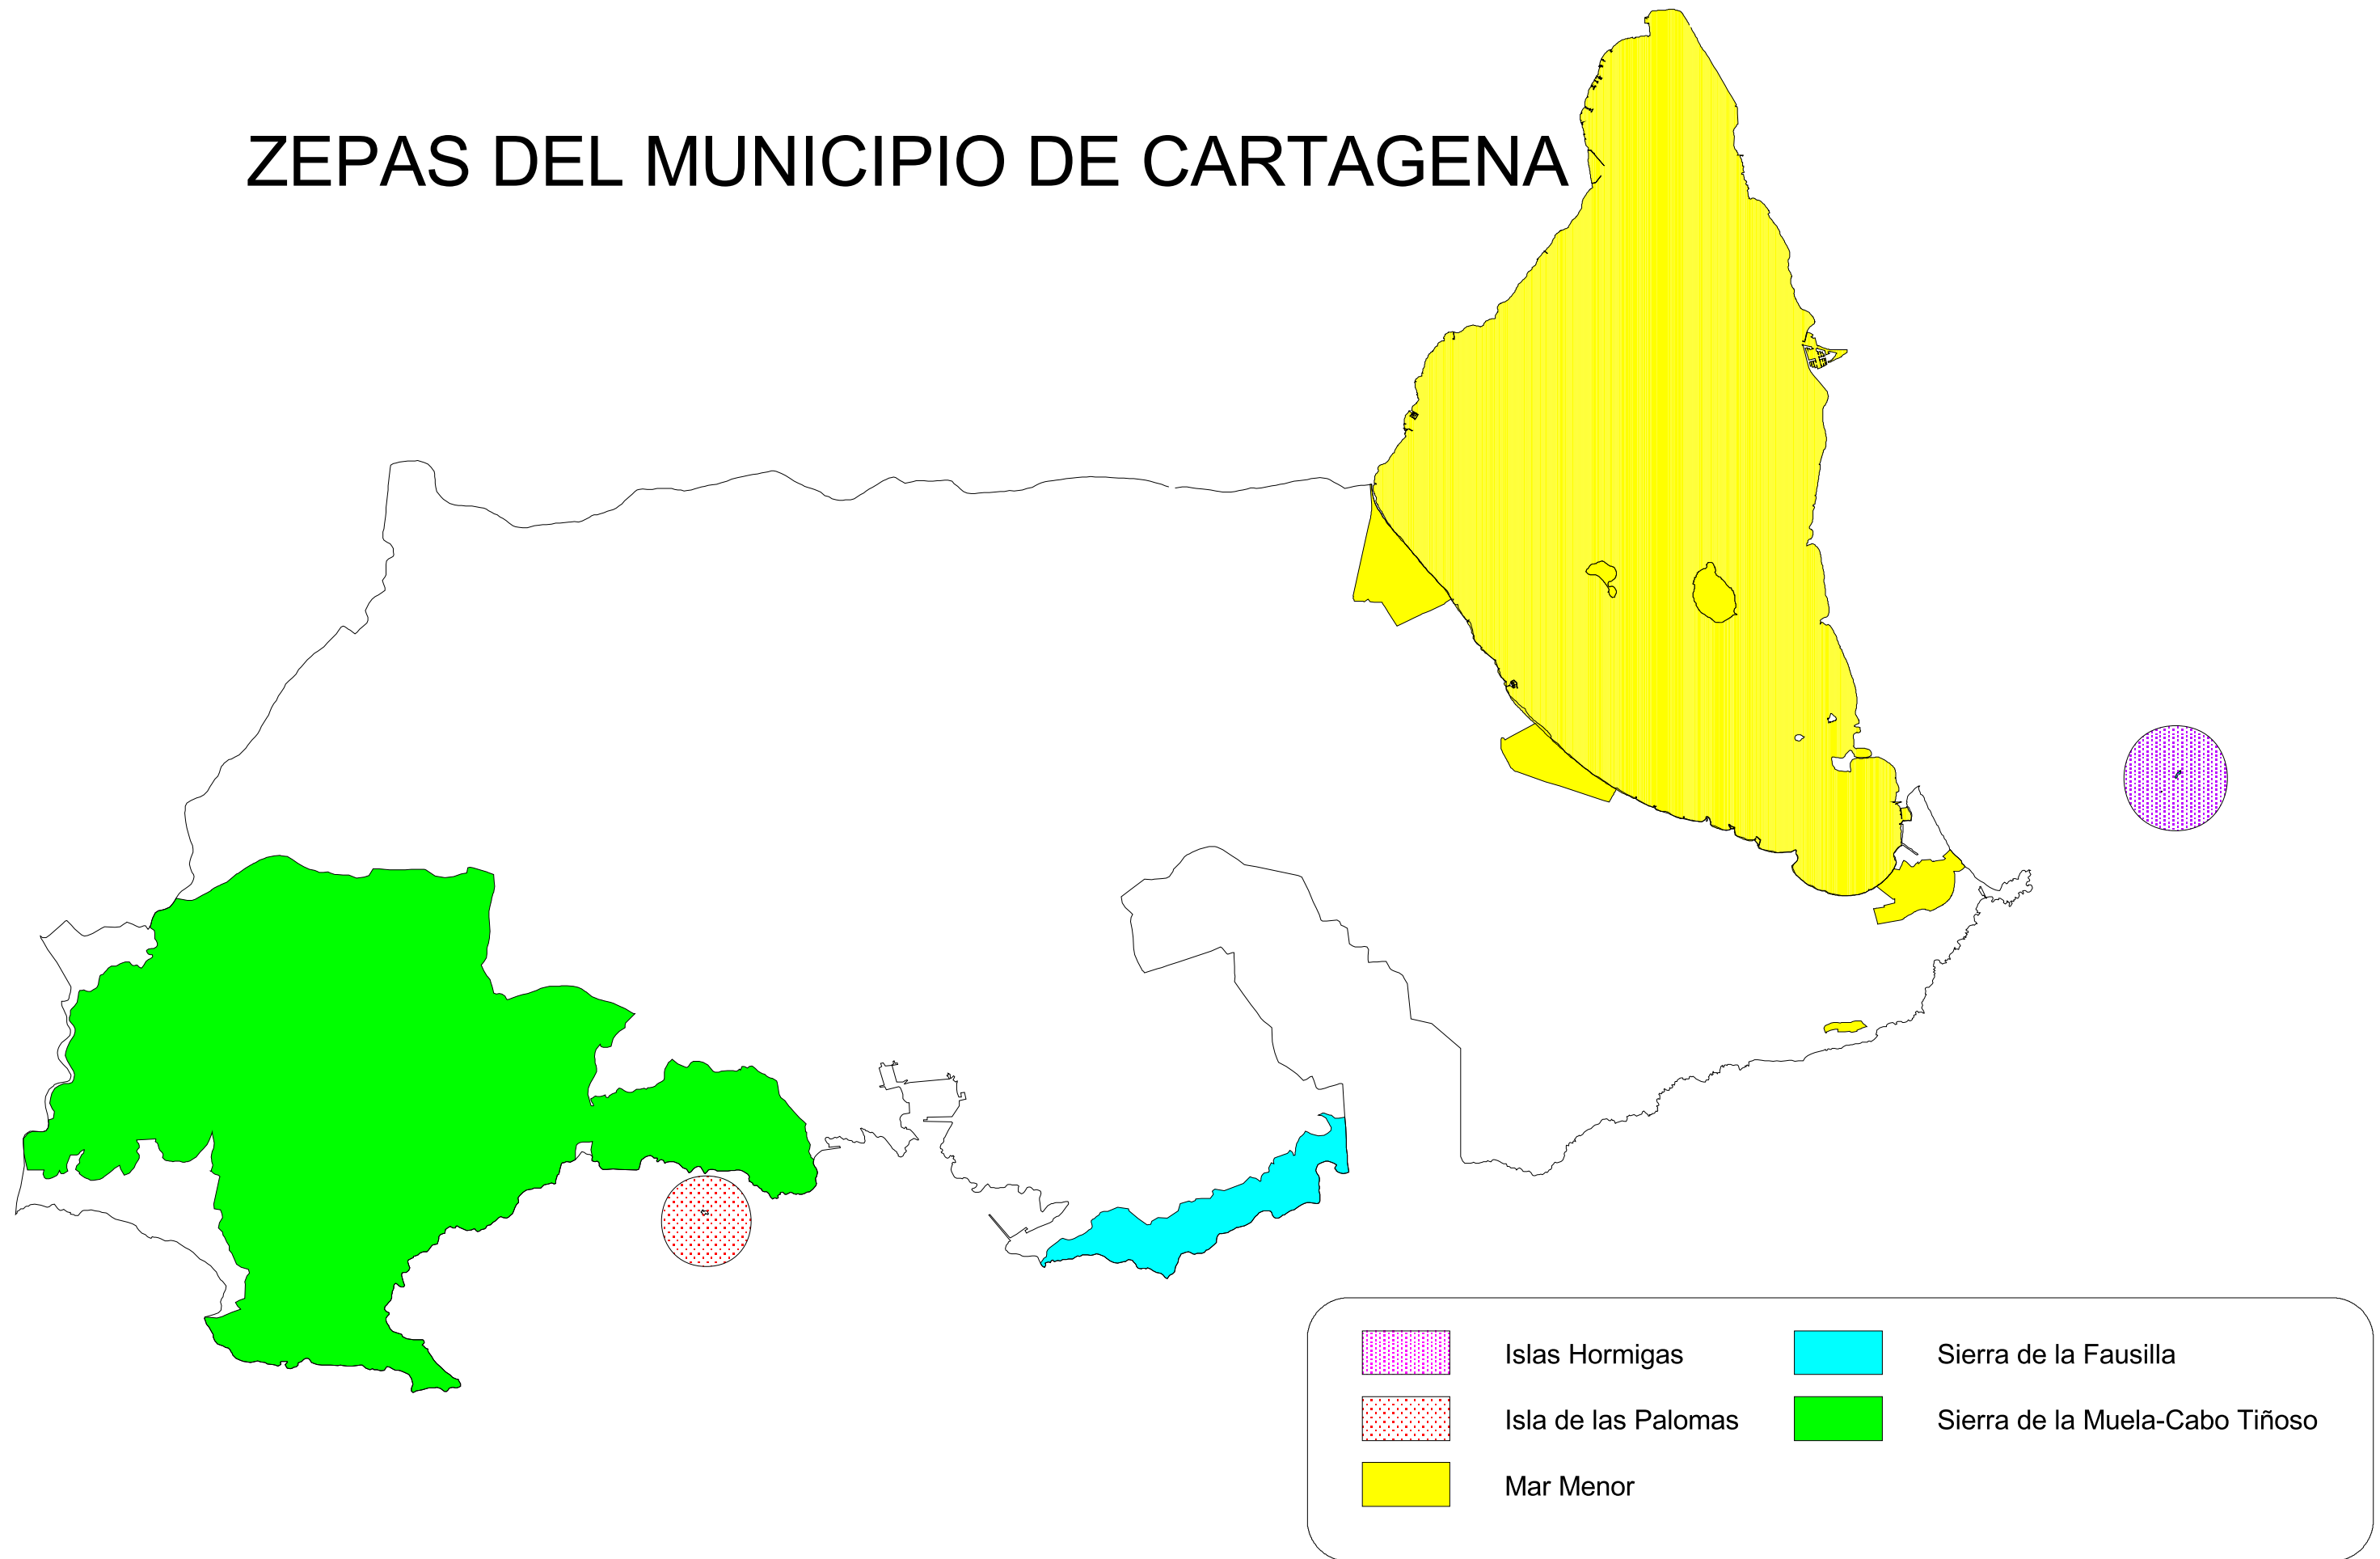 ZEPAS DEL MUNICIPIO DE CARTAGENA
Islas Hormigas
Isla de las Palomas
Mar Menor
Sierra de la Fausilla
Sierra de la Muela-Cabo Tiñoso